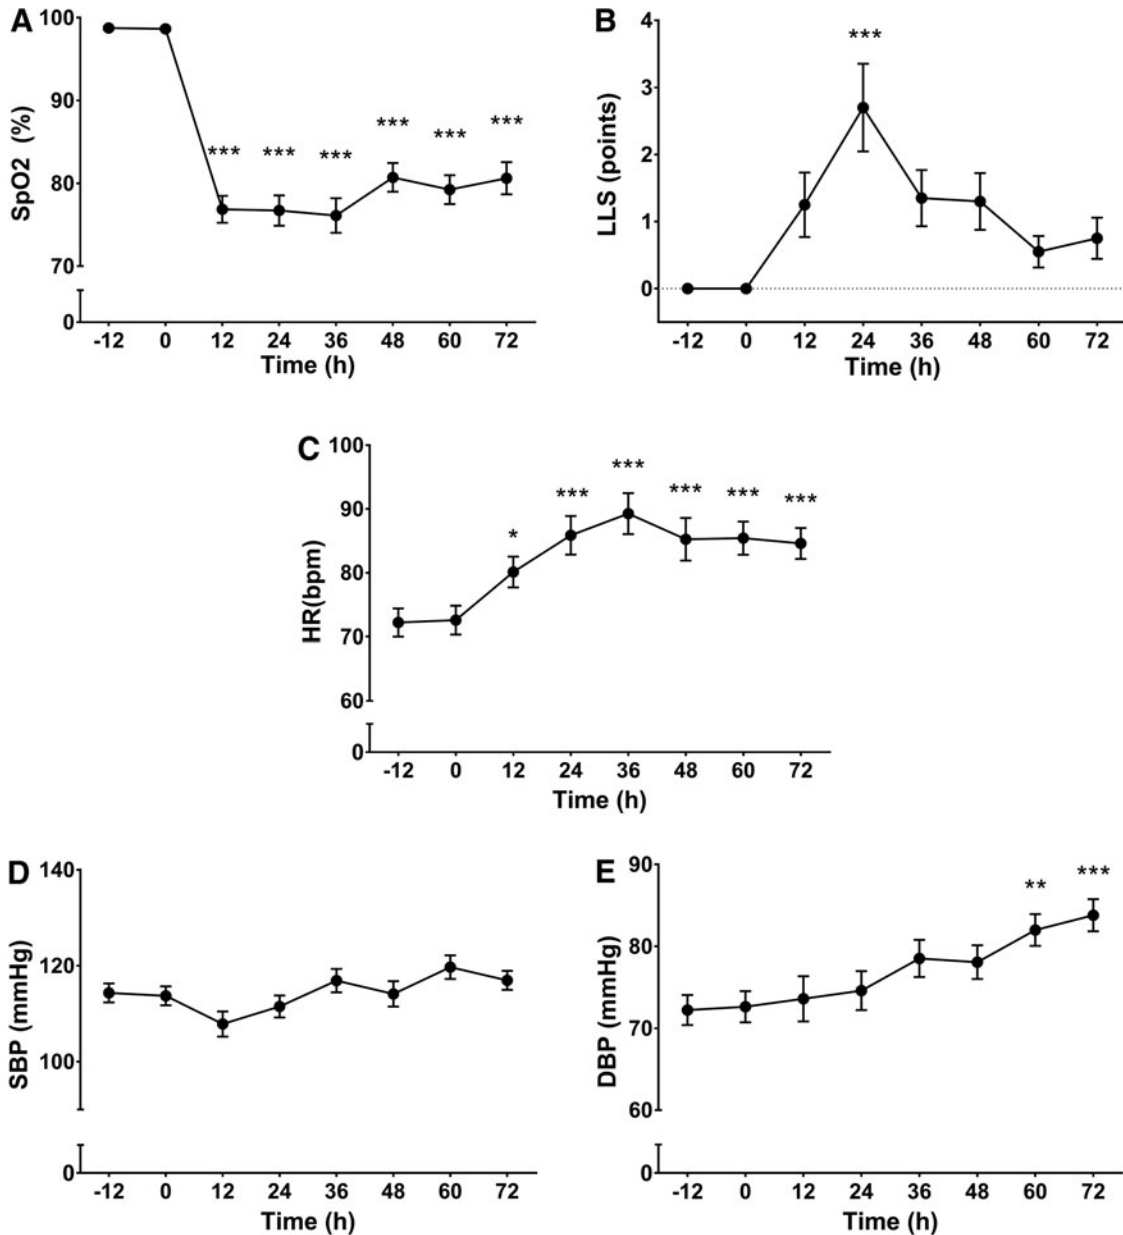 A
SpO2 (%)
100
90
80
70
0
*** *** *** *** *** ***
-12 0 12 24 36 48 60 72
Time (h)
B
LLS (points)
4
3
2
1
0
***
-12 0 12 24 36 48 60 72
Time (h)
C
HR(bpm)
100
90
80
70
60
0
* *** *** *** *** ***
-12 0 12 24 36 48 60 72
Time (h)
D
SBP (mmHg)
140
120
100
0
-12 0 12 24 36 48 60 72
Time (h)
E
DBP (mmHg)
90
80
70
60
0
** ***
-12 0 12 24 36 48 60 72
Time (h)